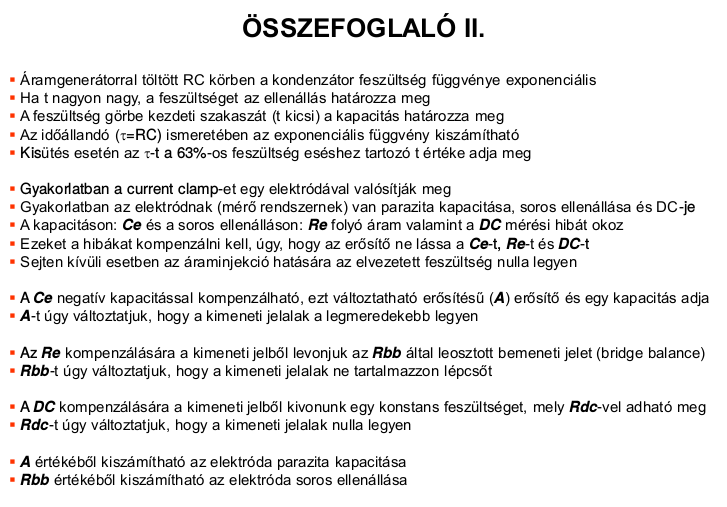 ÖSSZEFOGLALÓ II.
▪ Áramgenerátorral töltött RC körben a kondenzátor feszültség függvénye exponenciális
▪ Ha t nagyon nagy, a feszültséget az ellenállás határozza meg
▪ A feszültség görbe kezdeti szakaszát (t kicsi) a kapacitás határozza meg
▪ Az időállandó (τ=RC) ismeretében az exponenciális függvény kiszámítható
▪ Kisütés esetén az τ-t a 63%-os feszültség eséshez tartozó t értéke adja meg
▪ Gyakorlatban a current clamp-et egy elektródával valósítják meg
▪ Gyakorlatban az elektródnak (mérő rendszernek) van parazita kapacitása, soros ellenállása és DC-je
▪ A kapacitáson: Ce és a soros ellenálláson: Re folyó áram valamint a DC mérési hibát okoz
▪ Ezeket a hibákat kompenzálni kell, úgy, hogy az erősítő ne lássa a Ce-t, Re-t és DC-t
▪ Sejten kívüli esetben az áraminjekció hatására az elvezetett feszültség nulla legyen
▪ A Ce negatív kapacitással kompenzálható, ezt változtatható erősítésű (A) erősítő és egy kapacitás adja
▪ A-t úgy változtatjuk, hogy a kimeneti jelalak a legmeredekebb legyen
▪ Az Re kompenzálására a kimeneti jelből levonjuk az Rbb által leosztott bemeneti jelet (bridge balance)
▪ Rbb-t úgy változtatjuk, hogy a kimeneti jelalak ne tartalmazzon lépcsőt
▪ A DC kompenzálására a kimeneti jelből kivonunk egy konstans feszültséget, mely Rdc-vel adható meg
▪ Rdc-t úgy változtatjuk, hogy a kimeneti jelalak nulla legyen
▪ A értékéből kiszámítható az elektróda parazita kapacitása
▪ Rbb értékéből kiszámítható az elektróda soros ellenállása